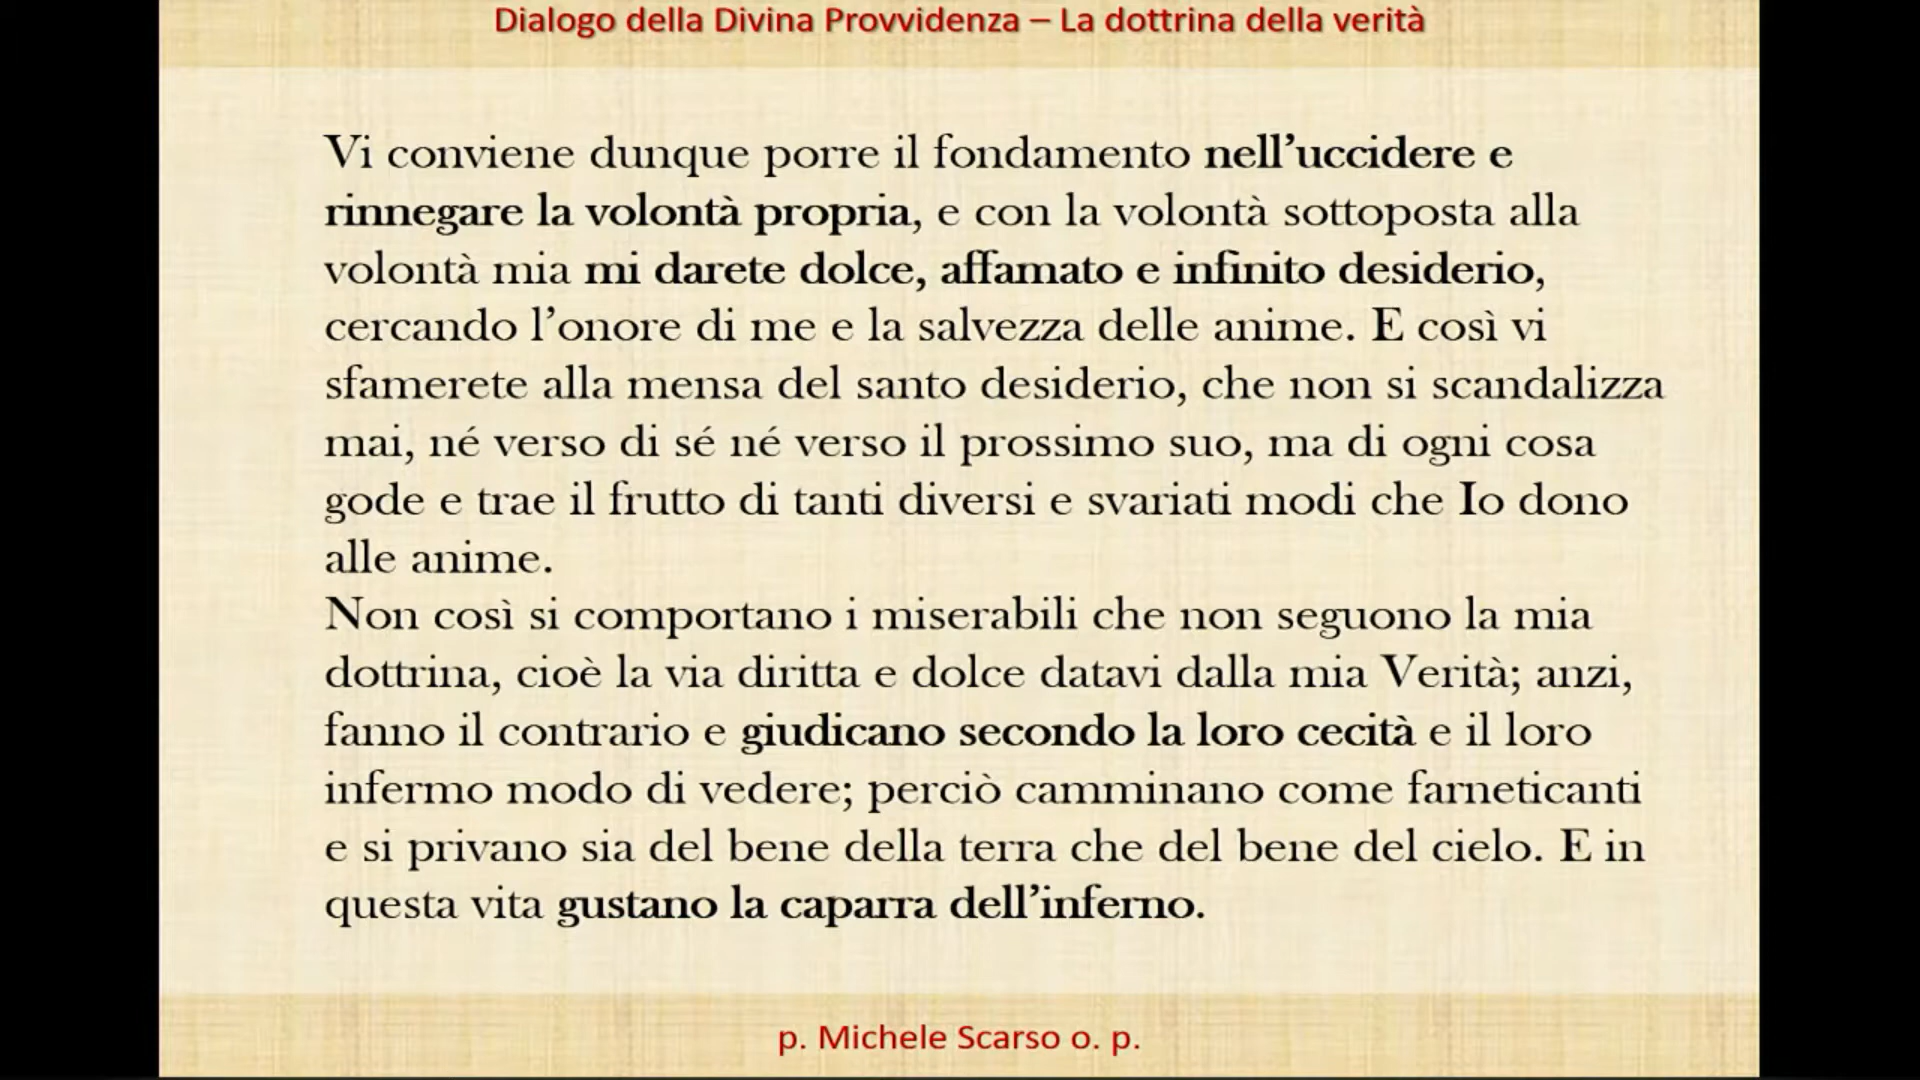 Dialogo della Divina Provvidenza – La dottrina della verità
Vi conviene dunque porre il fondamento nell’uccidere e
rinnegare la volontà propria, e con la volontà sottoposta alla
volontà mia mi darete dolce, affamato e infinito desiderio,
cercando l’onore di me e la salvezza delle anime. E così vi
sfamerete alla mensa del santo desiderio, che non si scandalizza
mai, né verso di sé né verso il prossimo suo, ma di ogni cosa
gode e trae il frutto di tanti diversi e svariati modi che Io dono
alle anime.
Non così si comportano i miserabili che non seguono la mia
dottrina, cioè la via diritta e dolce datavi dalla mia Verità; anzi,
fanno il contrario e giudicano secondo la loro cecità e il loro
infermo modo di vedere; perciò camminano come farneticanti
e si privano sia del bene della terra che del bene del cielo. E in
questa vita gustano la caparra dell’inferno.
p. Michele Scarso o. p.